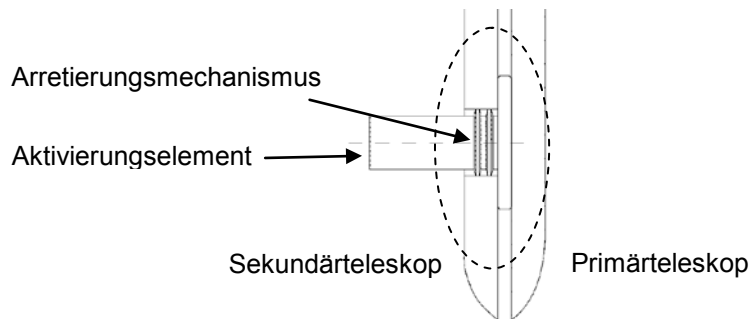 Arretierungsmechanismus
Aktivierungselement
Sekundärteleskop
Primärteleskop